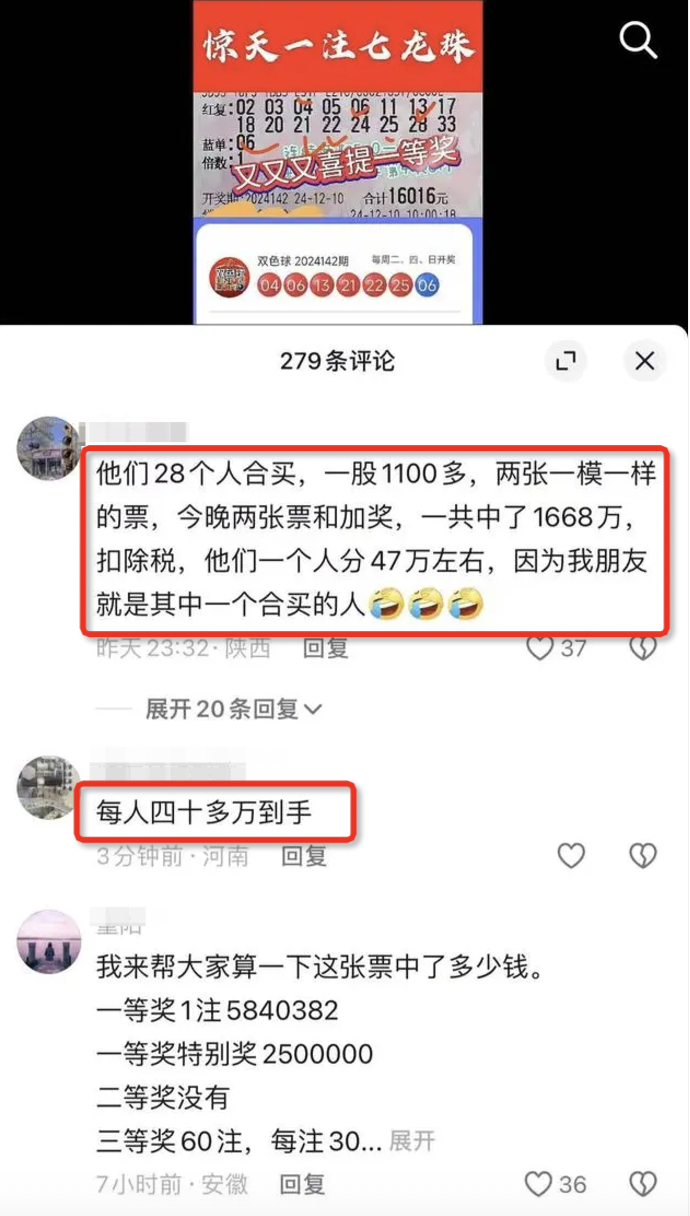 惊天一注七龙珠
红复:02 03 04 05 06 11 13 17
18 20 21 22 24 25 28 33
蓝单:06
倍数:1
又又又喜提一等奖
开奖期:2024142 24-12-10 合计16016元
24-12-10 10:00:18
双色球 2024142期 每周二、四、日开奖
双色球 04 06 13 21 22 25 06
279条评论
他们28个人合买，一股1100多，两张一模一样
的票，今晚两张票和加奖，一共中了1668万，
扣除税，他们一个人分47万左右，因为我朋友
就是其中一个合买的人🤣🤣🤣
昨天23:32·陕西 回复 37
展开20条回复
每人四十多万到手
3分钟前·河南 回复
我来帮大家算一下这张票中了多少钱。
一等奖1注5840382
一等奖特别奖2500000
二等奖没有
三等奖60注，每注30... 展开
7小时前·安徽 回复 36